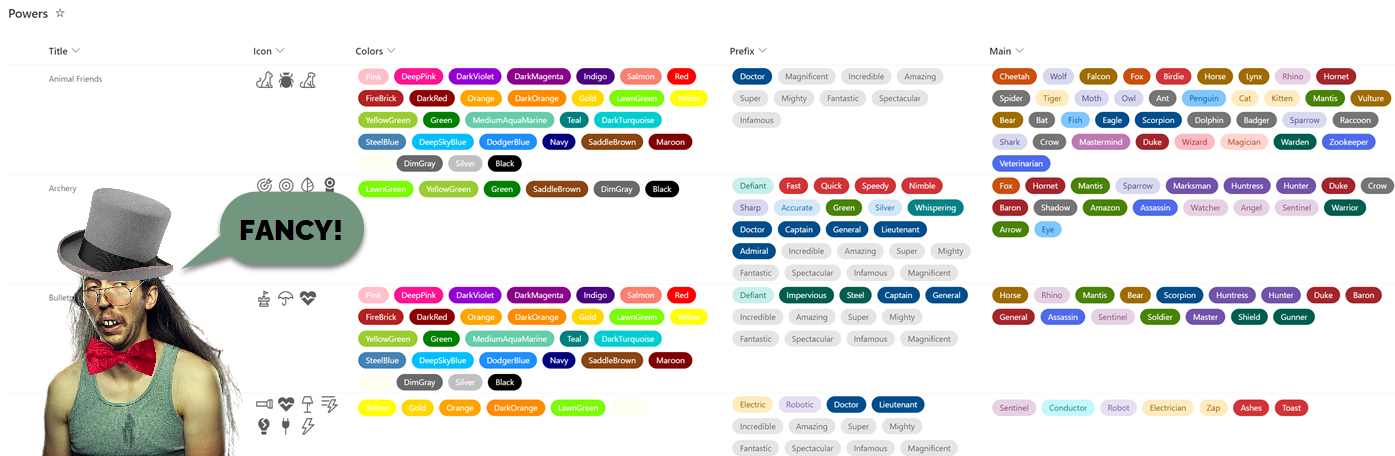 Powers
Title Icon Colors Prefix Main
Animal Friends
Pink DeepPink DarkViolet DarkMagenta Indigo Salmon Red
FireBrick DarkRed Orange DarkOrange Gold LawnGreen Yellow
YellowGreen Green MediumAquaMarine Teal DarkTurquoise
SteelBlue DeepSkyBlue DodgerBlue Navy SaddleBrown Maroon
DimGray Silver Black
Doctor Magnificent Incredible Amazing
Super Mighty Fantastic Spectacular
Infamous
Cheetah Wolf Falcon Fox Birdie Horse Lynx Rhino Hornet
Spider Tiger Moth Owl Ant Penguin Cat Kitten Mantis Vulture
Bear Bat Fish Eagle Scorpion Dolphin Badger Sparrow Raccoon
Shark Crow Mastermind Duke Wizard Magician Warden Zookeeper
Veterinarian
Archery
LawnGreen YellowGreen Green SaddleBrown DimGray Black
Defiant Fast Quick Speedy Nimble
Sharp Accurate Green Silver Whispering
Doctor Captain General Lieutenant
Admiral Incredible Amazing Super Mighty
Fantastic Spectacular Infamous Magnificent
Fox Hornet Mantis Sparrow Marksman Huntress Hunter Duke Crow
Baron Shadow Amazon Assassin Watcher Angel Sentinel Warrior
Arrow Eye
FANCY!
Pink DeepPink DarkViolet DarkMagenta Indigo Salmon Red
FireBrick DarkRed Orange DarkOrange Gold LawnGreen Yellow
YellowGreen Green MediumAquaMarine Teal DarkTurquoise
SteelBlue DeepSkyBlue DodgerBlue Navy SaddleBrown Maroon
DimGray Silver Black
Defiant Impervious Steel Captain General
Incredible Amazing Super Mighty
Fantastic Spectacular Infamous Magnificent
Horse Rhino Mantis Bear Scorpion Huntress Hunter Duke Baron
General Assassin Sentinel Soldier Master Shield Gunner
Yellow Gold Orange DarkOrange LawnGreen
Electric Robotic Doctor Lieutenant
Incredible Amazing Super Mighty
Fantastic Spectacular Infamous Magnificent
Sentinel Conductor Robot Electrician Zap Ashes Toast